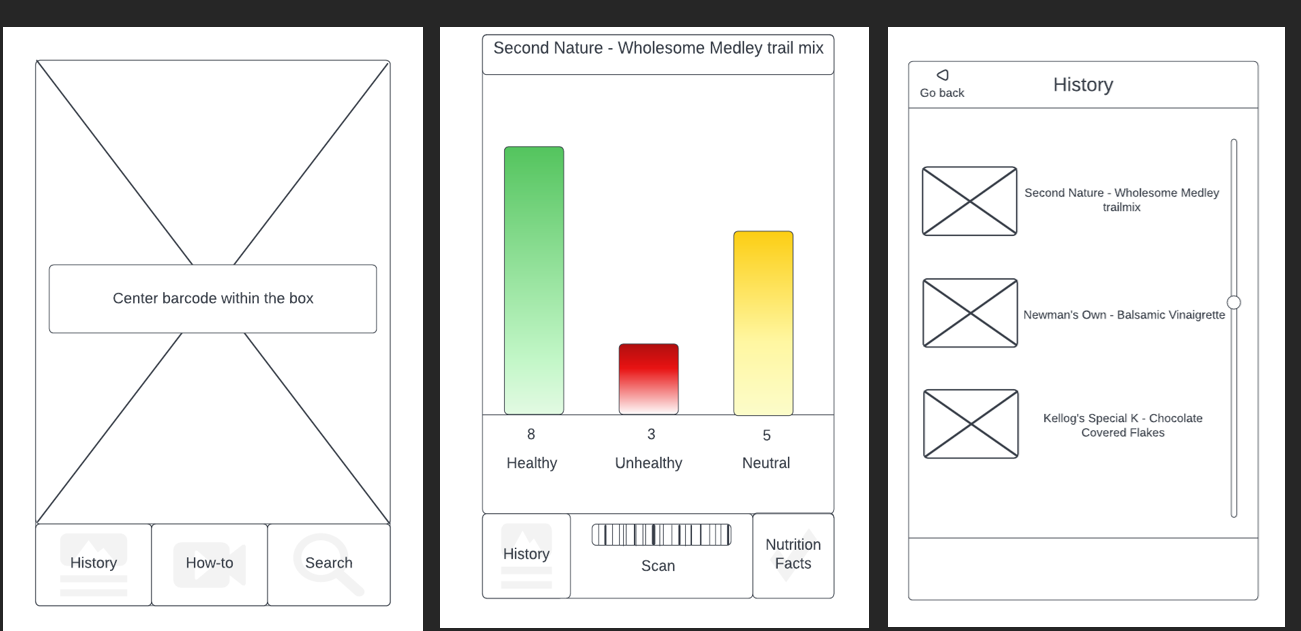 Center barcode within the box
History
How-to
Search
Second Nature - Wholesome Medley trail mix
8
3
5
Healthy
Unhealthy
Neutral
History
Scan
Nutrition
Facts
Go back
History
Second Nature - Wholesome Medley
trailmix
Newman's Own - Balsamic Vinaigrette
Kellog's Special K - Chocolate
Covered Flakes